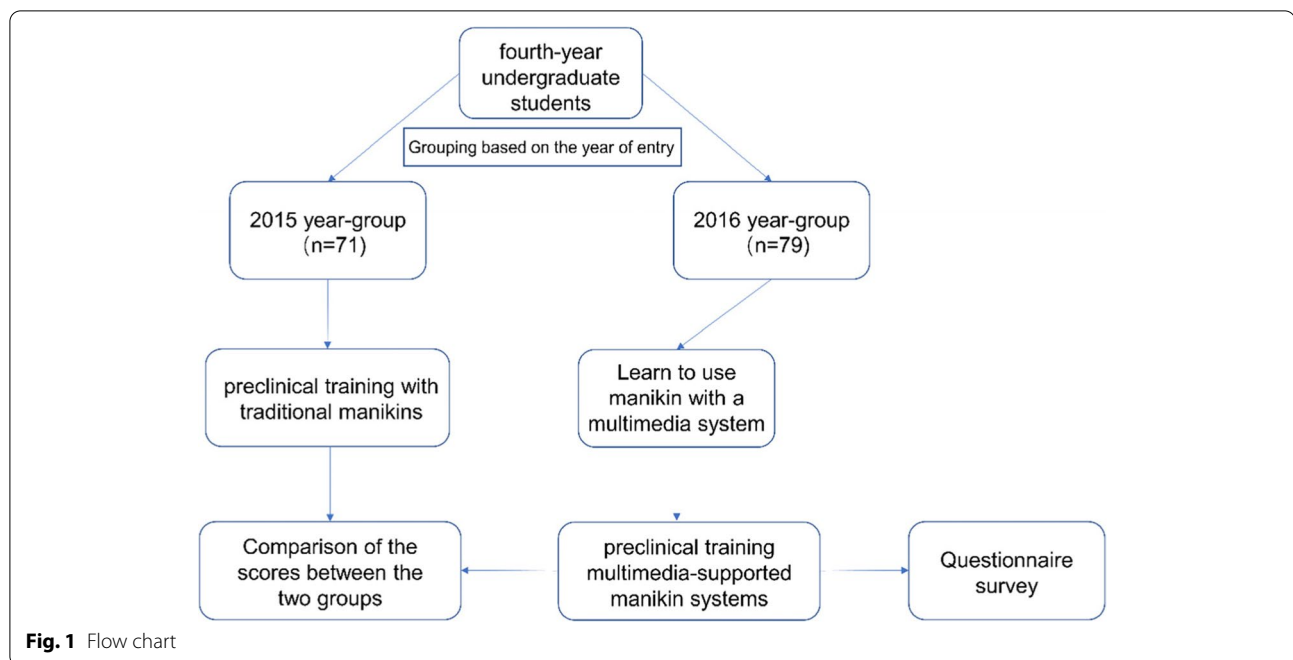 fourth-year
undergraduate
students
Grouping based on the year of entry
2015 year-group
（n=71)
2016 year-group
（n=79)
preclinical training with
traditional manikins
Learn to use
manikin with a
multimedia system
Comparison of the
scores between the
two groups
preclinical training
multimedia-supported
manikin systems
Questionnaire
survey
Fig. 1 Flow chart